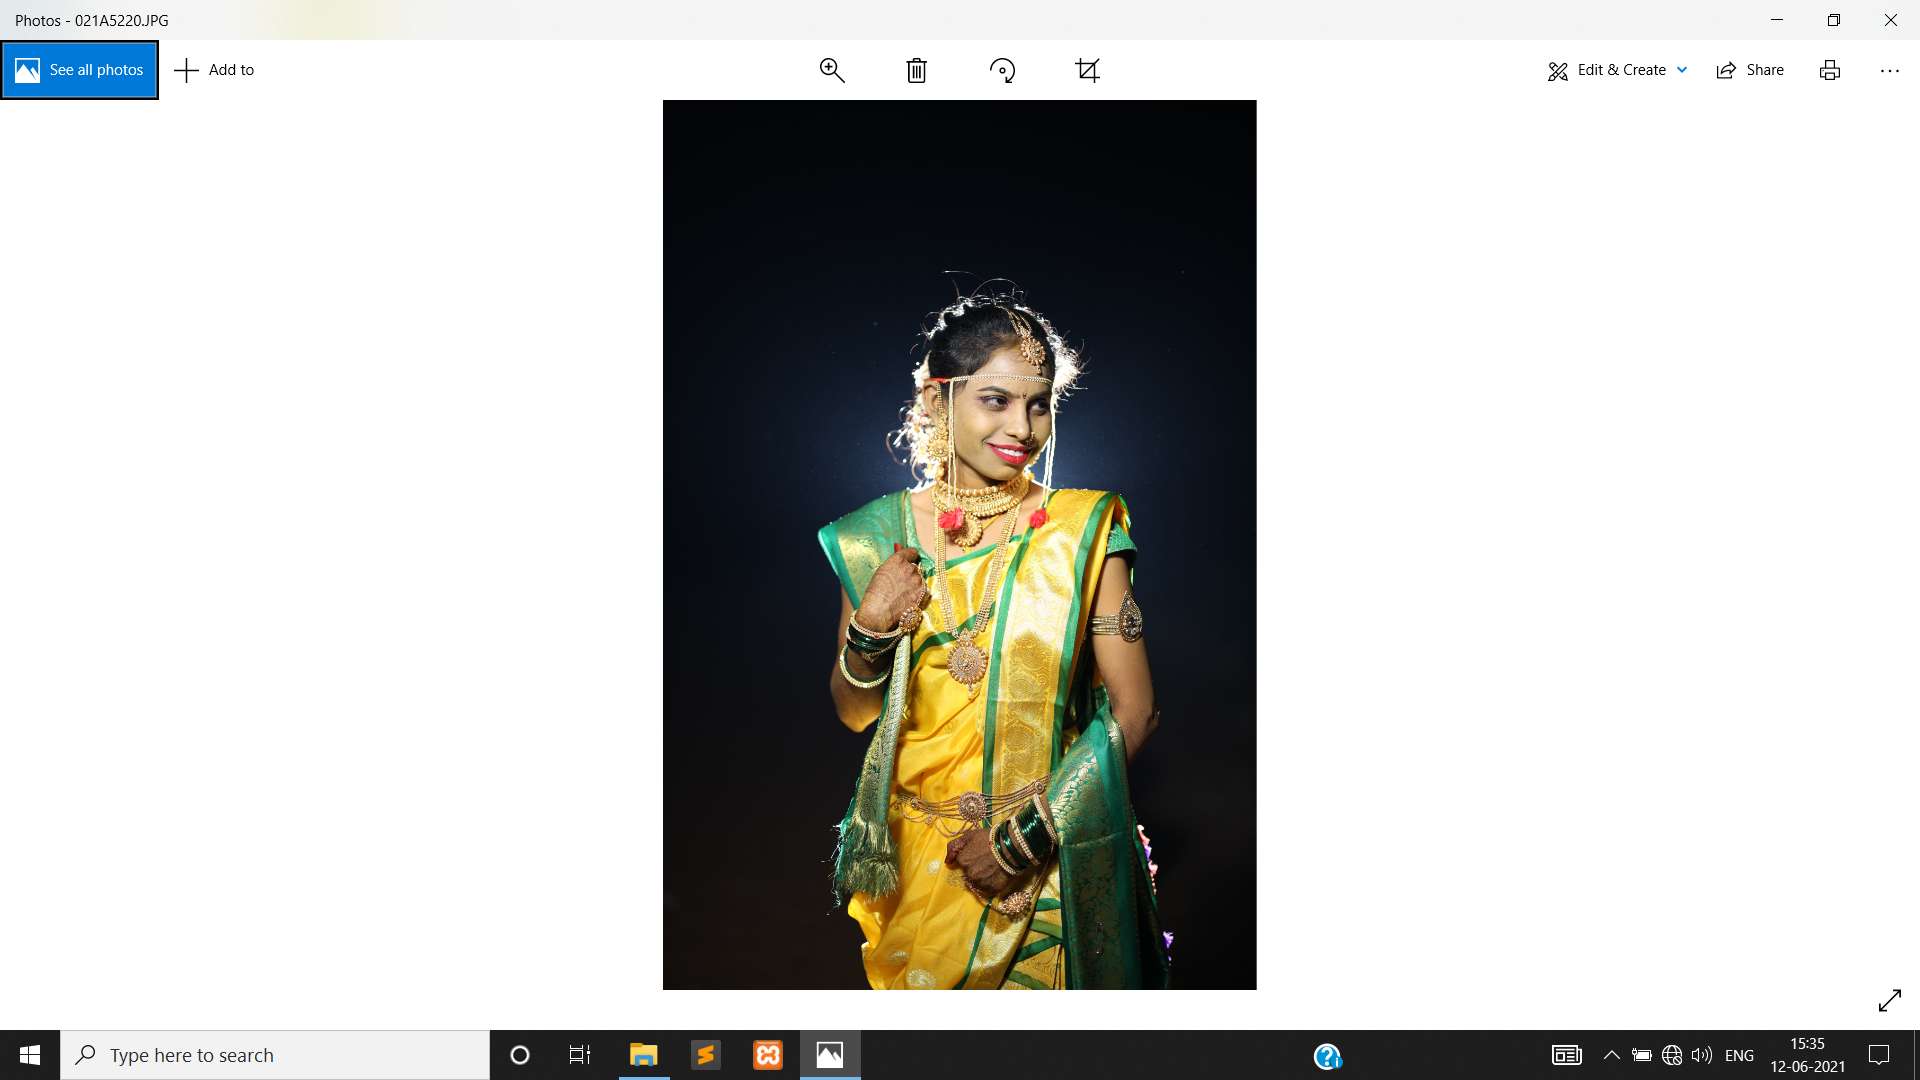 Photos - 021A5220.JPG
See all photos
Add to
Edit & Create
Share
Type here to search
ENG
15:35
12-06-2021